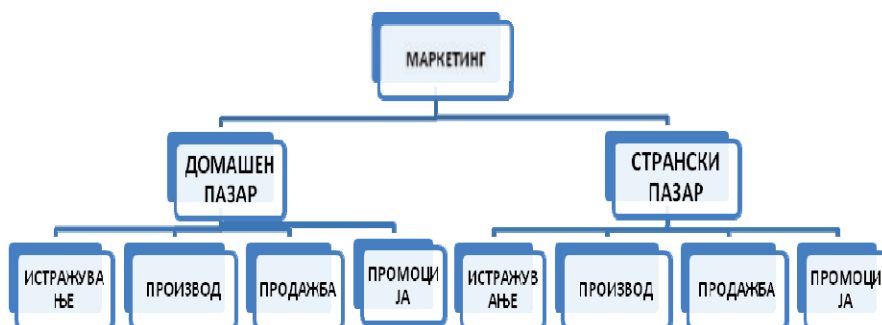 МАРКЕТИНГ
ДОМАШЕН
ПАЗАР
СТРАНСКИ
ПАЗАР
ИСТРАЖУВА
ЊЕ
ПРОИЗВОД
ПРОДАЖБА
ПРОМОЦИ
ЈА
ИСТРАЖУВ
АЊЕ
ПРОИЗВОД
ПРОДАЖБА
ПРОМОЦИ
ЈА